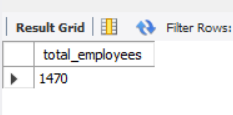 Result Grid Filter Rows:
total_employees
1470